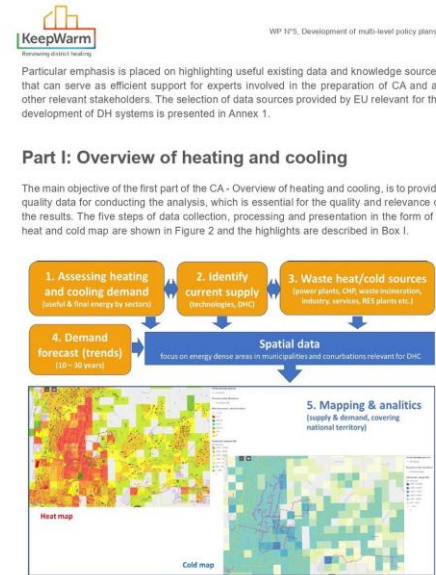 KeepWarm
Renewing district heating
WP N°5, Development of multi-level policy plans
Particular emphasis is placed on highlighting useful existing data and knowledge source
that can serve as efficient support for experts involved in the preparation of CA and a
other relevant stakeholders. The selection of data sources provided by EU relevant for th
development of DH systems is presented in Annex 1.
Part I: Overview of heating and cooling
The main objective of the first part of the CA - Overview of heating and cooling, is to provid
quality data for conducting the analysis, which is essential for the quality and relevance o
the results. The five steps of data collection, processing and presentation in the form of
heat and cold map are shown in Figure 2 and the highlights are described in Box I.
1. Assessing heating
and cooling demand
(useful & final energy by sectors)
2. Identify
current supply
(technologies, DHC)
3. Waste heat/cold sources
(power plants, CHP, waste incineration,
industry, services, RES plants etc.)
4. Demand
forecast (trends)
(10 – 30 years)
Spatial data
focus on energy dense areas in municipalities and conurbations relevant for DHC
5. Mapping & analitics
(supply & demand, covering
national territory)
Heat map
Cold map